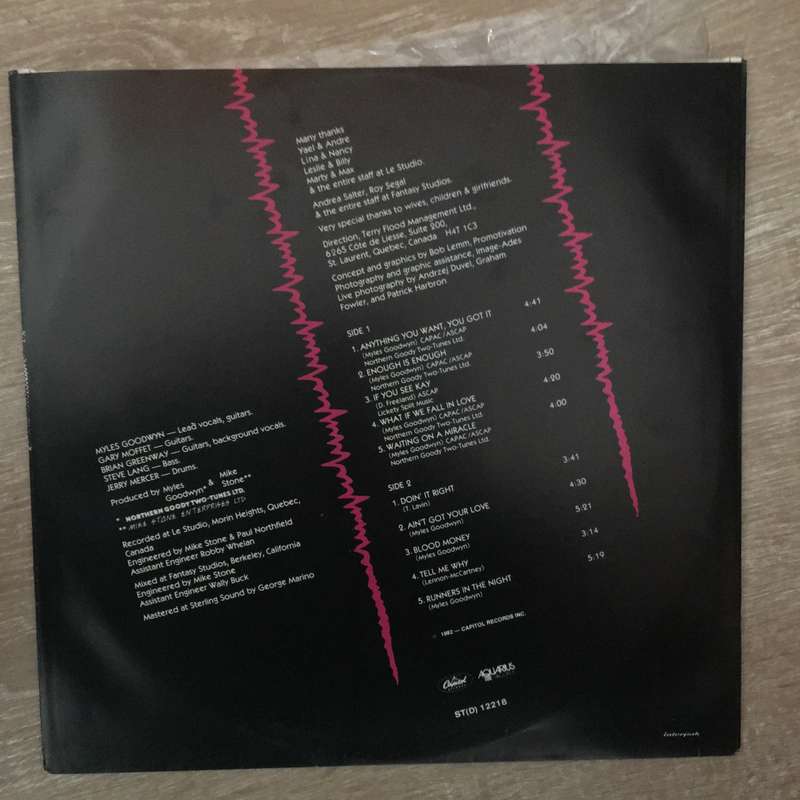 Many thanks
Yael & Andre
Lina & Nancy
Leslie & Billy
Marty & Max
& the entire staff at Le Studio.
Andrea Salter, Roy Segal
& the entire staff at Fantasy Studios.
Very special thanks to wives, children & girlfriends.
Direction, Terry Flood Management Ltd.,
6265 Côte de Liesse, Suite 200,
St. Laurent, Quebec, Canada H4T 1C3
Concept and graphics by Bob Lemm, Promotivation
Photography and graphic assistance, Image-Ades
Live photography by Andrzej Duvel, Graham
Fowler, and Patrick Harbron
SIDE 1
1. ANYTHING YOU WANT, YOU GOT IT 4:41
(Myles Goodwyn) CAPAC/ASCAP
Northern Goody Two-Tunes Ltd.
2. ENOUGH IS ENOUGH 4:04
(Myles Goodwyn) CAPAC/ASCAP
Northern Goody Two-Tunes Ltd.
3. IF YOU SEE KAY 3:50
(D. Freeland) ASCAP
Lickety Split Music
4. WHAT IF WE FALL IN LOVE 4:20
(Myles Goodwyn) CAPAC/ASCAP
Northern Goody Two-Tunes Ltd.
5. WAITING ON A MIRACLE 4:00
(Myles Goodwyn) CAPAC/ASCAP
Northern Goody Two-Tunes Ltd.
SIDE 2
1. DOIN' IT RIGHT 3:41
(T. Lavin)
2. AIN'T GOT YOUR LOVE 4:30
(Myles Goodwyn)
3. BLOOD MONEY 5:21
(Myles Goodwyn)
4. TELL ME WHY 3:14
(Lennon-McCartney)
5. RUNNERS IN THE NIGHT 5:19
(Myles Goodwyn)
1982 — CAPITOL RECORDS INC.
Capitol
AQUARIUS
ST(D) 12218
MYLES GOODWYN — Lead vocals, guitars.
GARY MOFFET — Guitars.
BRIAN GREENWAY — Guitars, background vocals.
STEVE LANG — Bass.
JERRY MERCER — Drums.
Produced by Myles Goodwyn* & Mike Stone**
* NORTHERN GOODY TWO-TUNES LTD.
** MIKE STONE ENTERPRISES LTD
Recorded at Le Studio, Morin Heights, Quebec,
Canada
Engineered by Mike Stone & Paul Northfield
Assistant Engineer Robby Whelan
Mixed at Fantasy Studios, Berkeley, California
Engineered by Mike Stone
Assistant Engineer Wally Buck
Mastered at Sterling Sound by George Marino
interpak